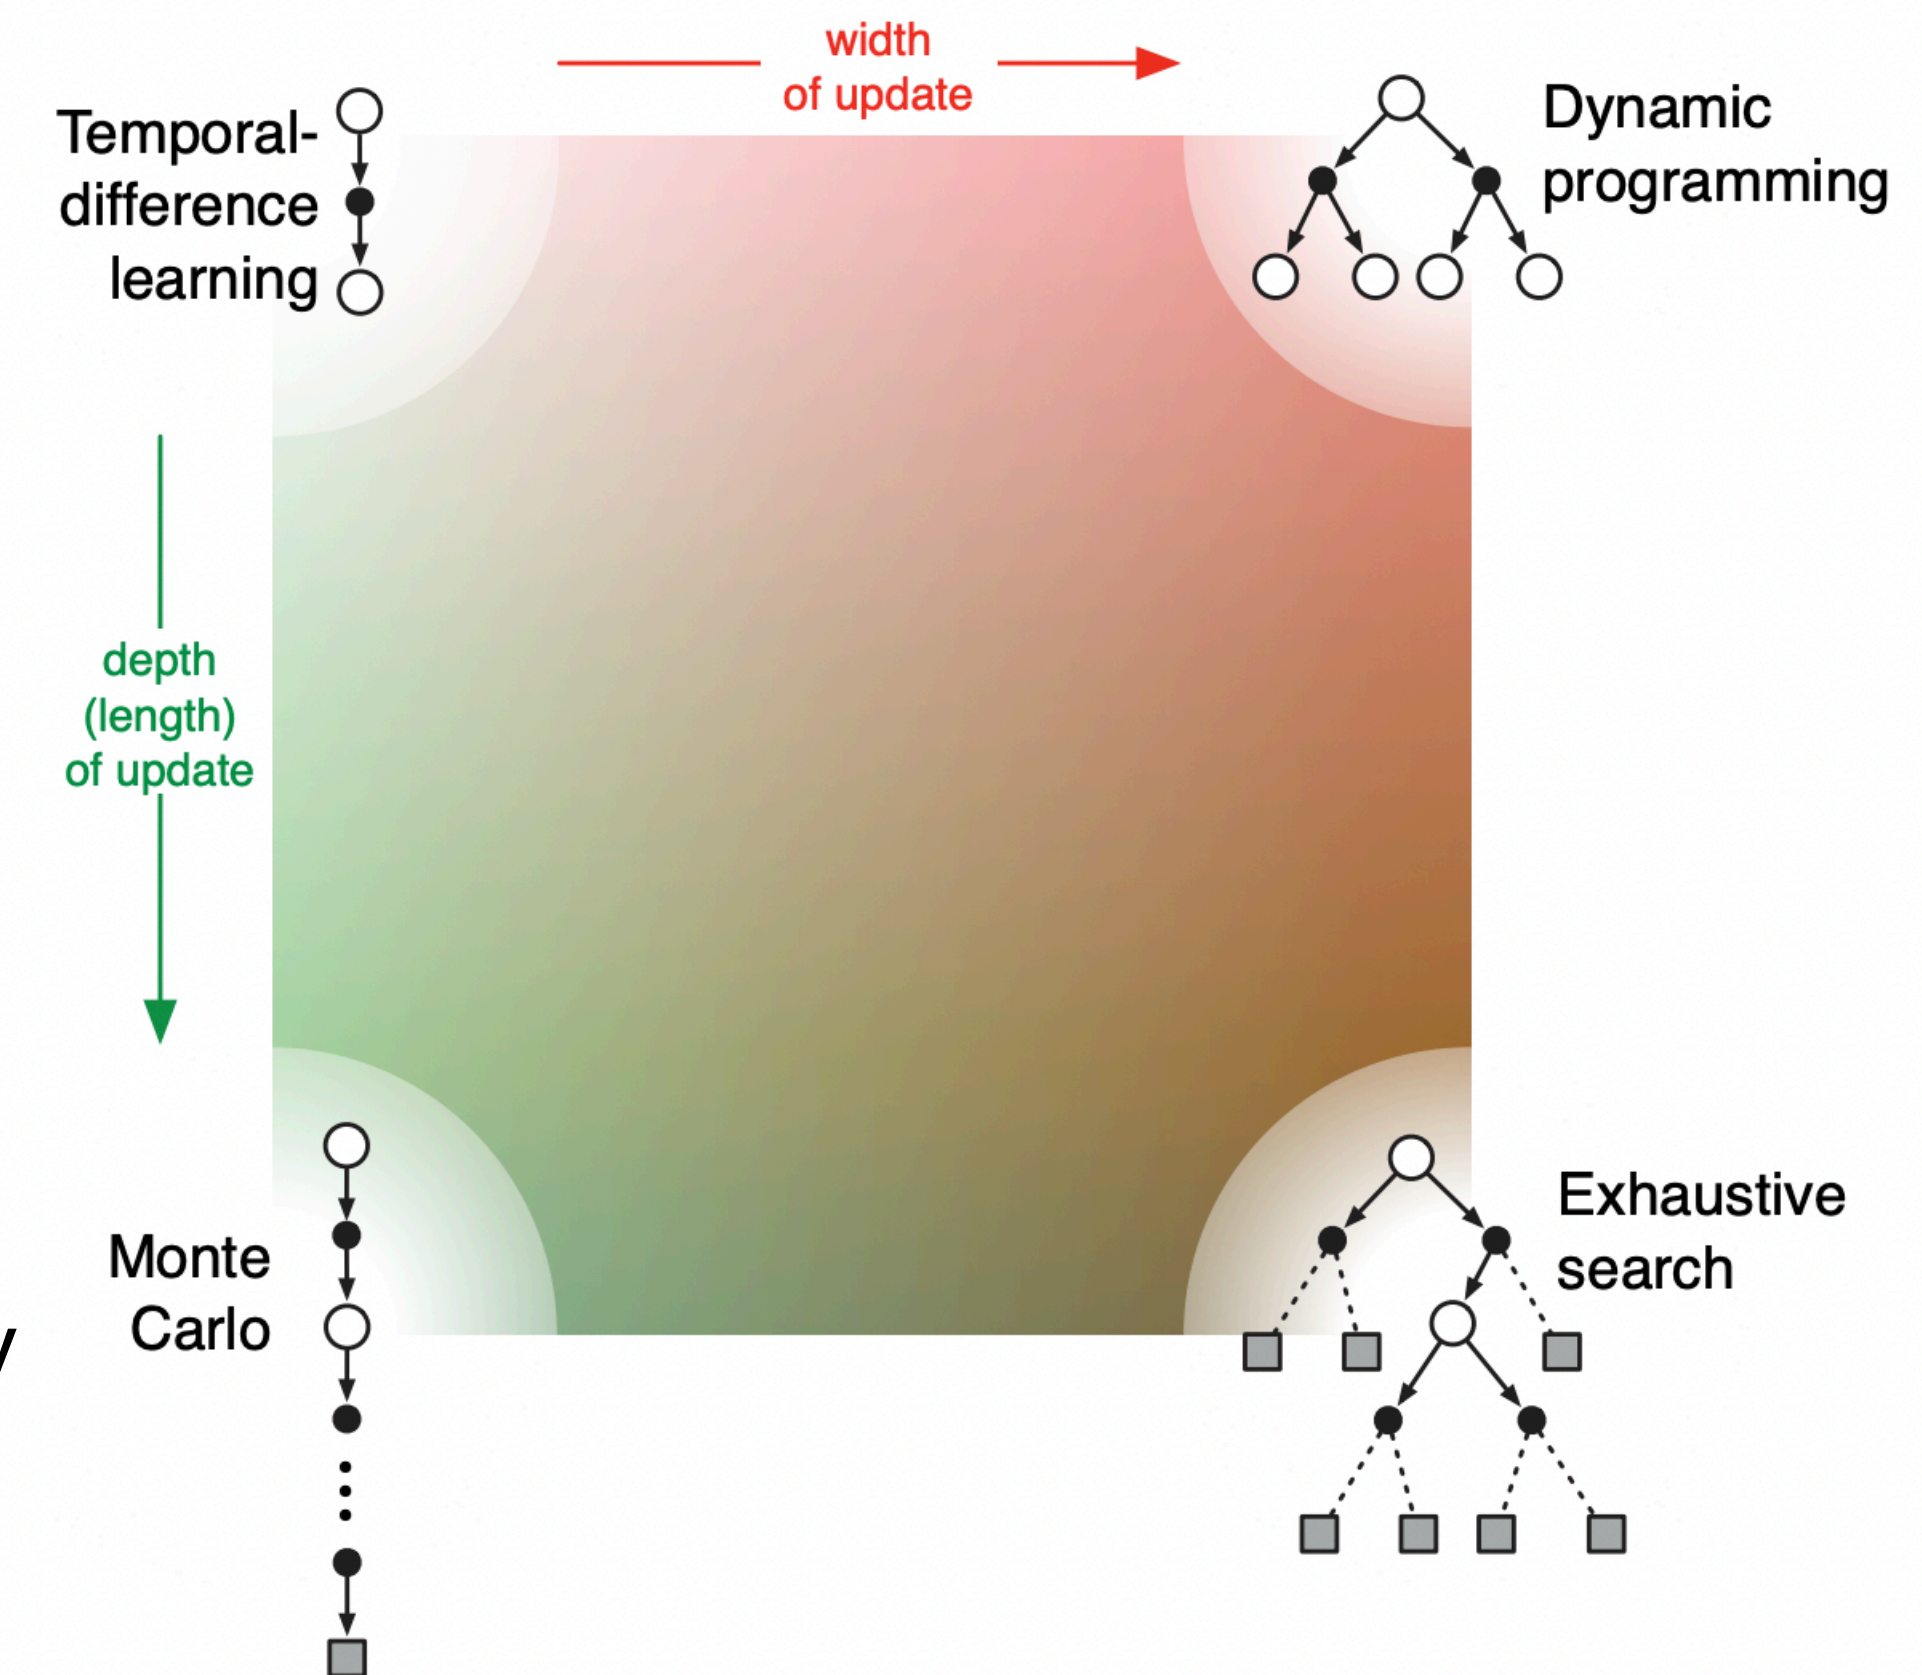 width
of update
Temporal-
difference
learning
Dynamic
programming
depth
(length)
of update
Monte
Carlo
Exhaustive
search
y